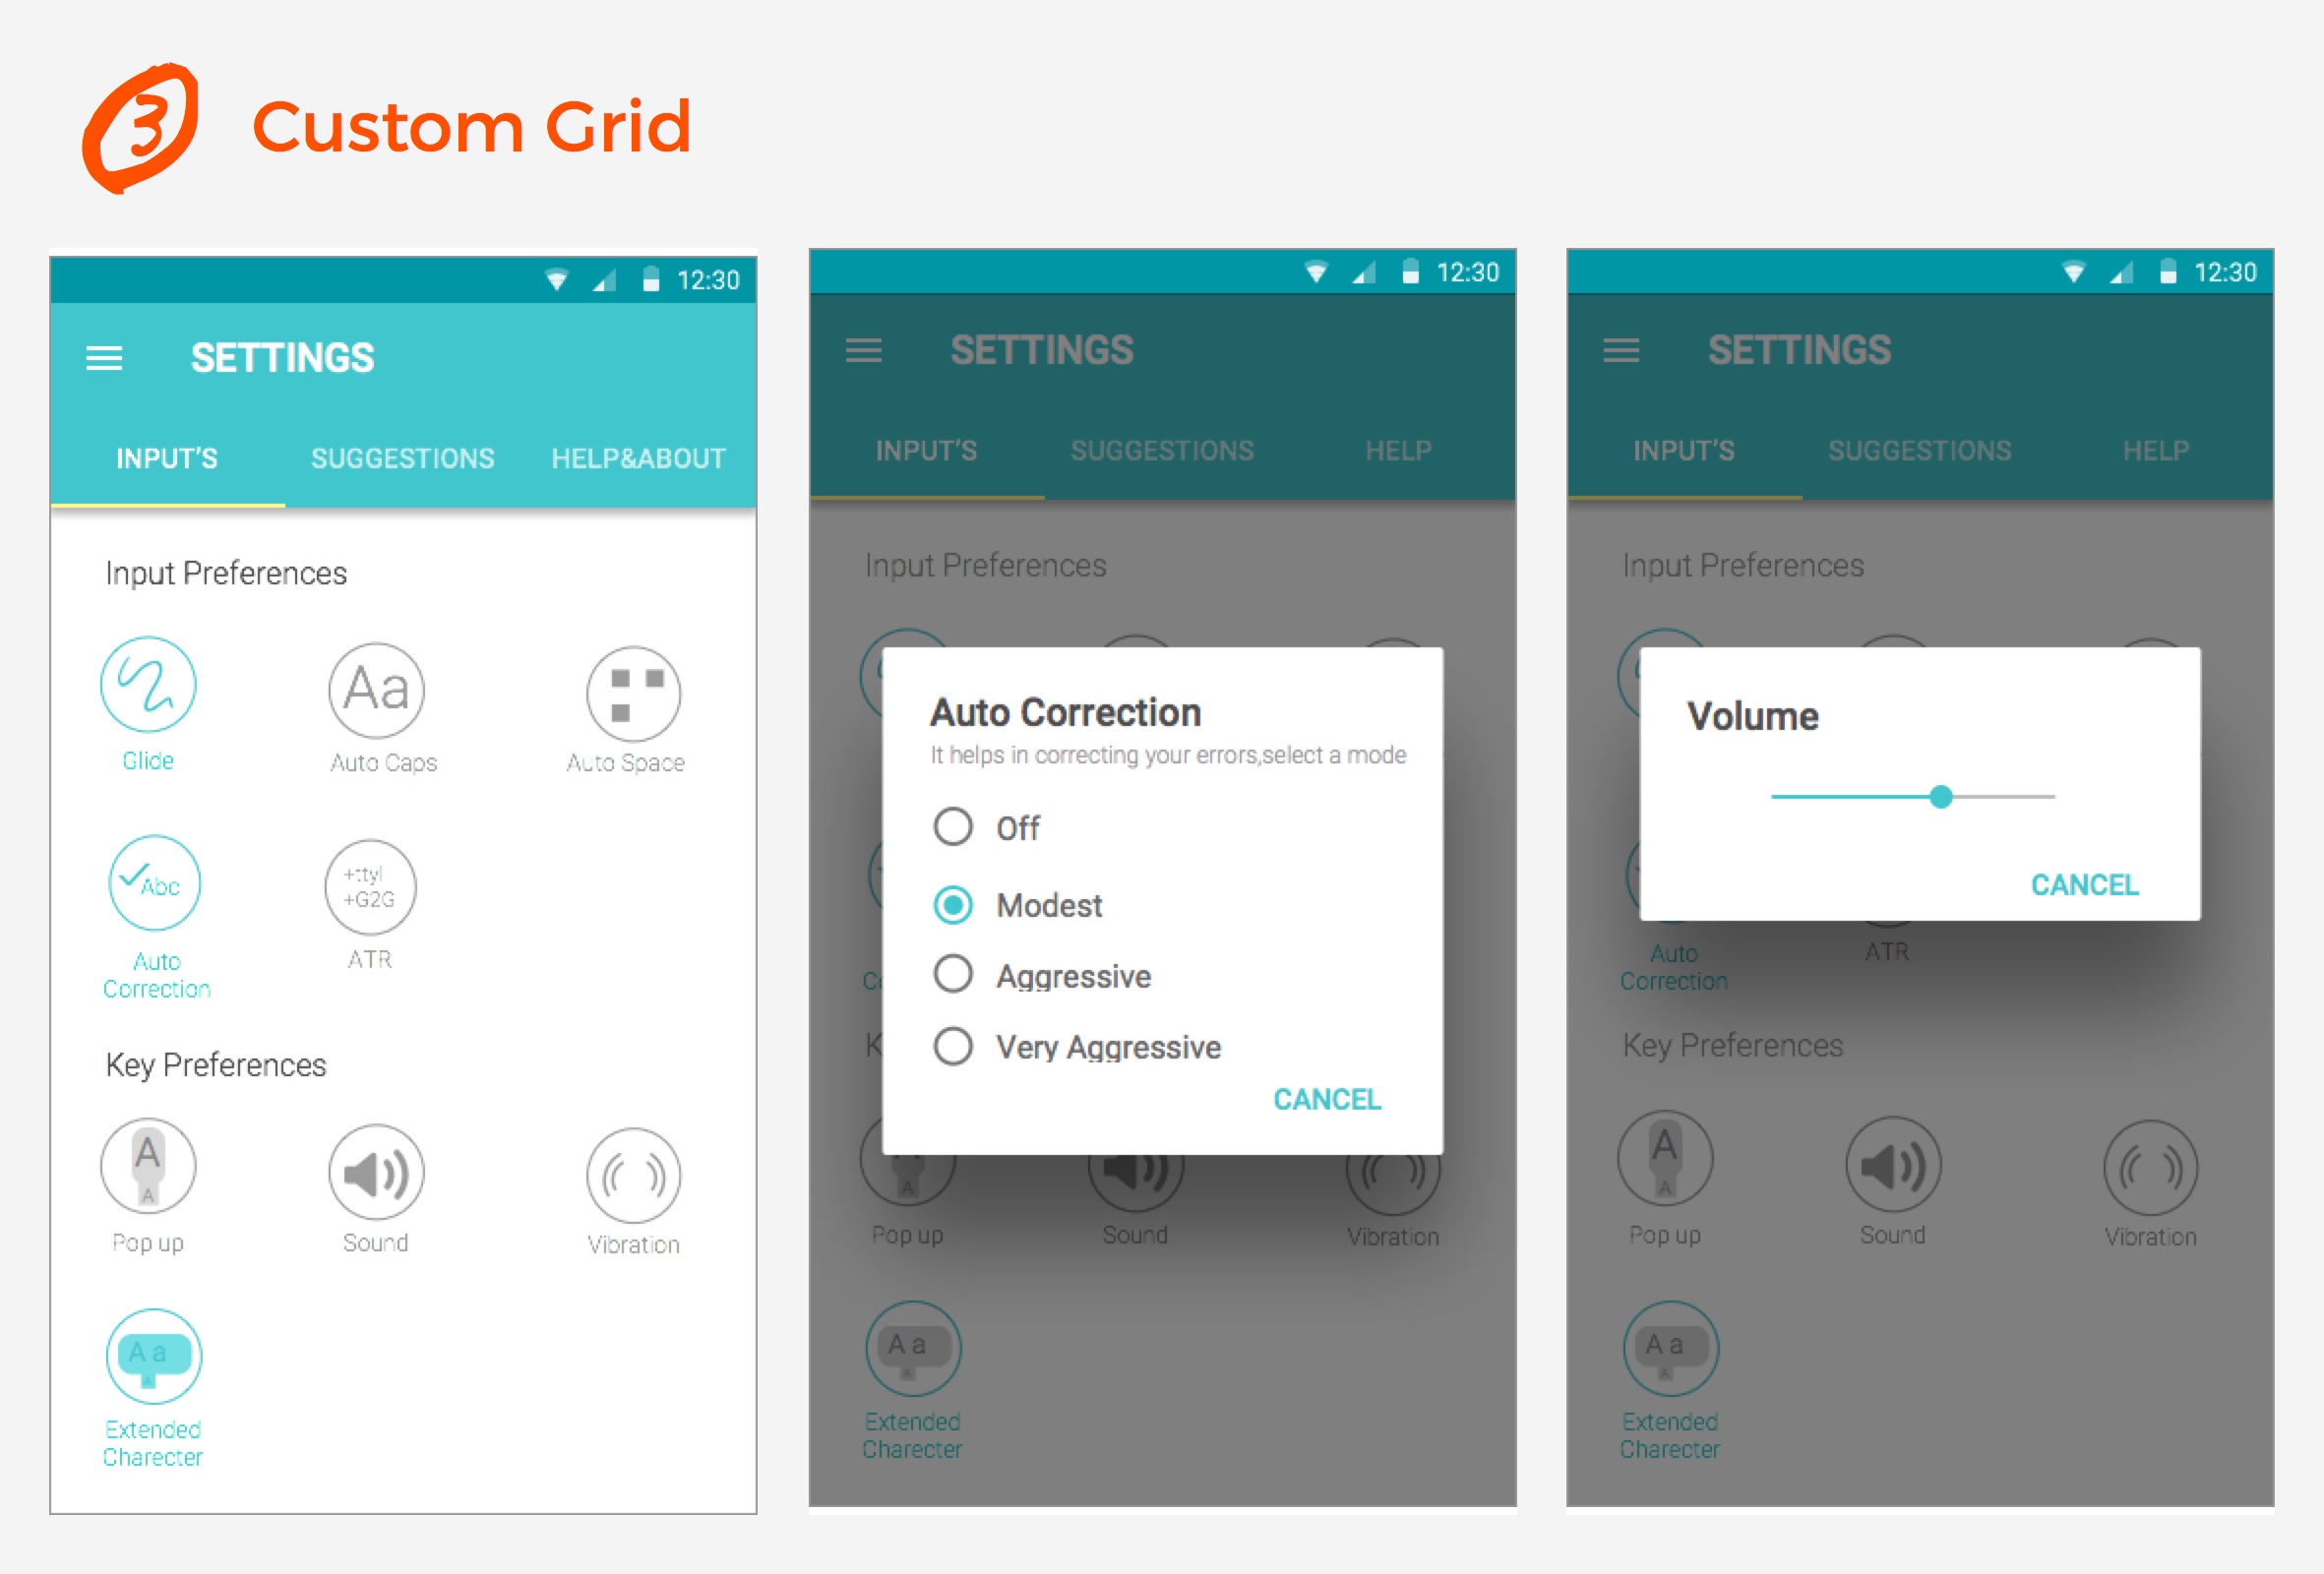 3 Custom Grid
12:30
SETTINGS
INPUT'S SUGGESTIONS HELP&ABOUT
Input Preferences
Aa
Glide Auto Caps Auto Space
Abc
+ttyl
+G2G
Auto
Correction
ATR
Key Preferences
A
A
Pop up Sound Vibration
A a
A
Extended
Charecter
12:30
SETTINGS
INPUT'S SUGGESTIONS HELP
Input Preferences
Auto Correction
It helps in correcting your errors,select a mode
Off
Modest
Aggressive
Very Aggressive
CANCEL
Co
K
A
Pop up Sound Vibration
A a
A
Extended
Charecter
12:30
SETTINGS
INPUT'S SUGGESTIONS HELP
Input Preferences
Volume
CANCEL
Auto
Correction
ATR
Key Preferences
A
A
Pop up Sound Vibration
A a
A
Extended
Charecter